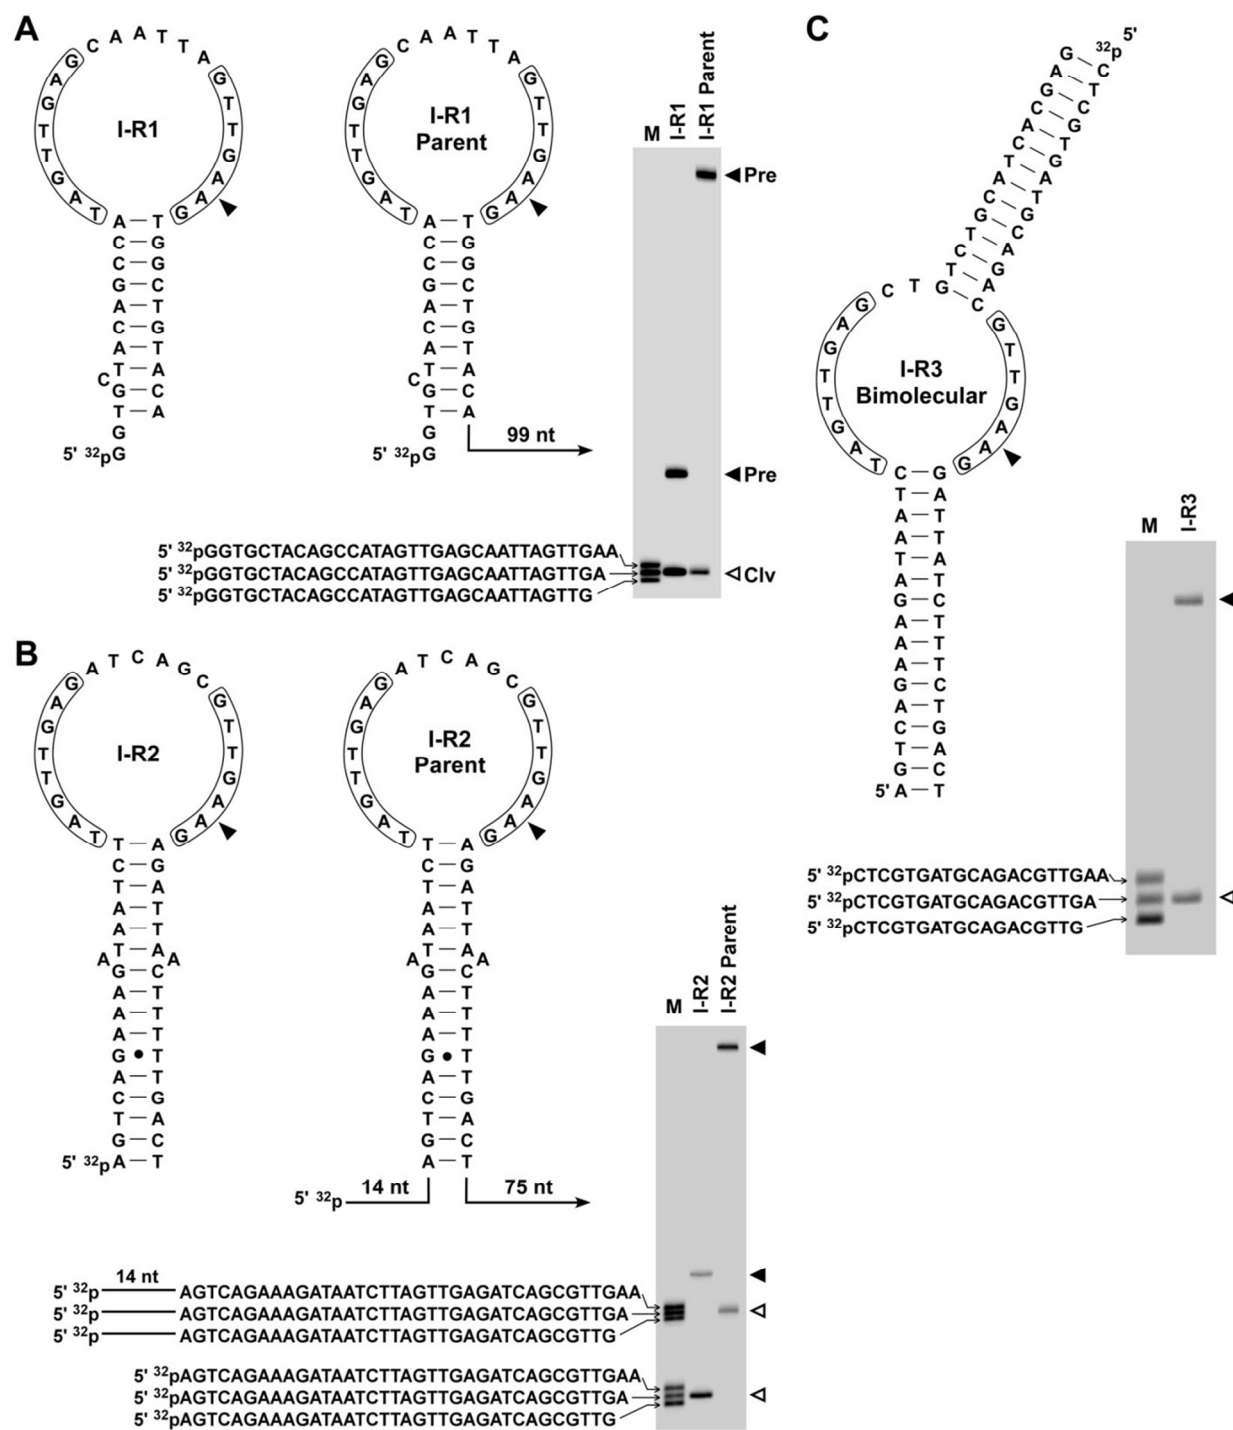 A
C A A T T A
T A G T T G A G
G T T G A A G
I-R1
A T
C G
C G
G C
A T
C G
A T
T A
C G C
T A
G
5' 32pG
C A A T T A
T A G T T G A G
G T T G A A G
I-R1
Parent
A T
C G
C G
G C
A T
C G
A T
T A
C G C
T A
G
5' 32pG
99 nt
M I-R1 I-R1 Parent
Pre
Pre
Clv
5' 32pGGTGCTACAGCCATAGTTGAGCAATTAGTTGAA
5' 32pGGTGCTACAGCCATAGTTGAGCAATTAGTTGA
5' 32pGGTGCTACAGCCATAGTTGAGCAATTAGTTG
B
A T C A G C
T A G T T G A G
G T T G A A G
I-R2
T A
C G
T A
A T
A T
T A
A G C A
A T
A T
A T
G • T
A T
C G
T A
G C
5' 32pA T
A T C A G C
T A G T T G A G
G T T G A A G
I-R2
Parent
T A
C G
T A
A T
A T
T A
A G C A
A T
A T
A T
G • T
A T
C G
T A
G C
A T
5' 32p
14 nt
75 nt
M I-R2 I-R2 Parent
14 nt
5' 32p AGTCAGAAAGATAATCTTAGTTGAGATCAGCGTTGAA
5' 32p AGTCAGAAAGATAATCTTAGTTGAGATCAGCGTTGA
5' 32p AGTCAGAAAGATAATCTTAGTTGAGATCAGCGTTG
5' 32pAGTCAGAAAGATAATCTTAGTTGAGATCAGCGTTGAA
5' 32pAGTCAGAAAGATAATCTTAGTTGAGATCAGCGTTGA
5' 32pAGTCAGAAAGATAATCTTAGTTGAGATCAGCGTTG
C
5'
32p
C T C G T G A T G C A G A C
G T C T G C A T C A C G A G
C T
T A G T T G A G
G T T G A A G
I-R3
Bimolecular
C G
T A
A T
A T
T A
A T
G C
A T
A T
A T
G C
A T
C G
T A
G C
5'A T
M I-R3
5' 32pCTCGTGATGCAGACGTTGAA
5' 32pCTCGTGATGCAGACGTTGA
5' 32pCTCGTGATGCAGACGTTG